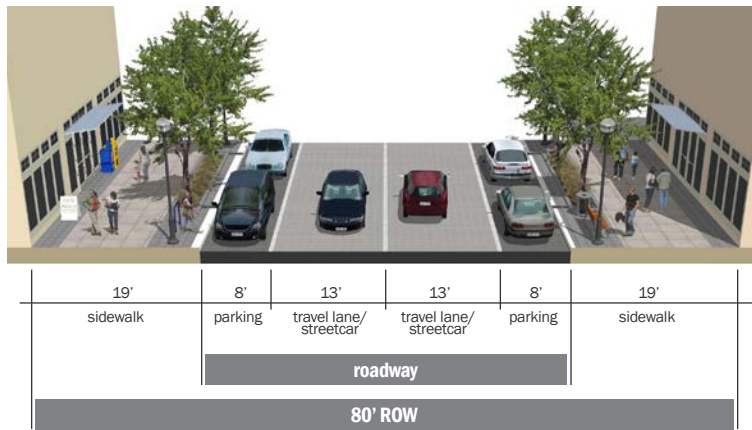 19’ 8’ 13’ 13’ 8’ 19’
sidewalk parking travel lane/ travel lane/ parking sidewalk
streetcar streetcar
roadway
80’ ROW